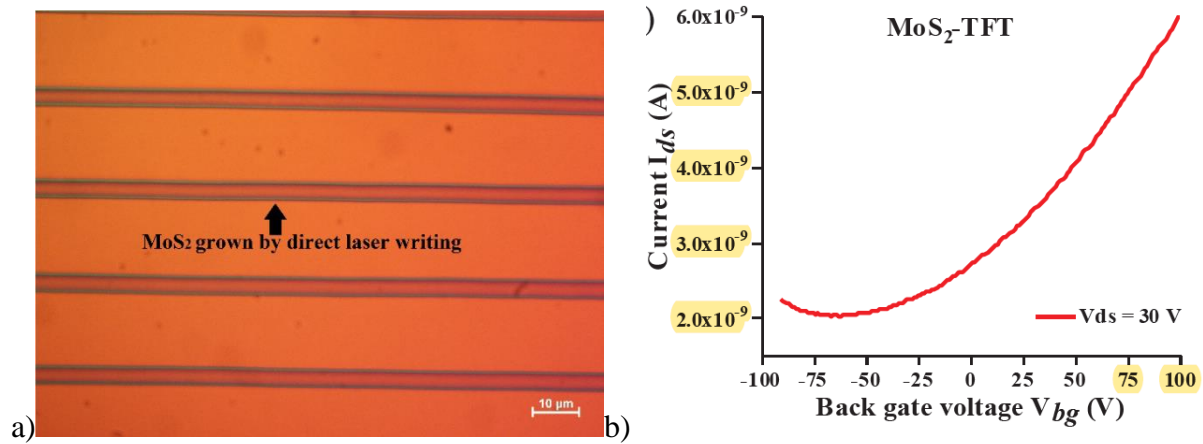 MoS2 grown by direct laser writing
10 µm
a)
)
MoS2-TFT
Current Ids (A)
6.0x10-9
5.0x10-9
4.0x10-9
3.0x10-9
2.0x10-9
Vds = 30 V
-100 -75 -50 -25 0 25 50 75 100
Back gate voltage Vbg (V)
b)